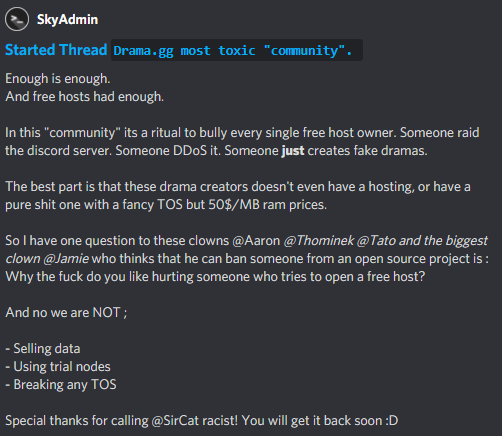 SkyAdmin
Started Thread Drama.gg most toxic "community".
Enough is enough.
And free hosts had enough.
In this "community" its a ritual to bully every single free host owner. Someone raid
the discord server. Someone DDoS it. Someone just creates fake dramas.
The best part is that these drama creators doesn't even have a hosting, or have a
pure shit one with a fancy TOS but 50$/MB ram prices.
So I have one question to these clowns @Aaron @Thominek @Tato and the biggest
clown @Jamie who thinks that he can ban someone from an open source project is :
Why the fuck do you like hurting someone who tries to open a free host?
And no we are NOT ;
- Selling data
- Using trial nodes
- Breaking any TOS
Special thanks for calling @SirCat racist! You will get it back soon :D